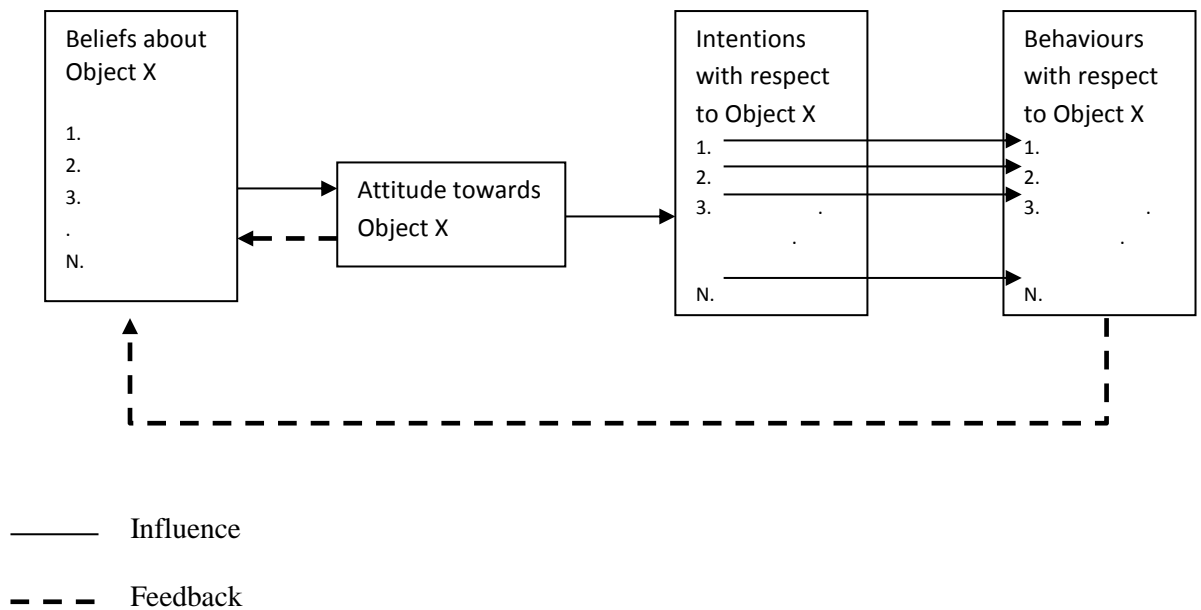 Beliefs about
Object X
1.
2.
3.
.
N.
Attitude towards
Object X
Intentions
with respect
to Object X
1.
2.
3. .
.
N.
Behaviours
with respect
to Object X
1.
2.
3. .
.
N.
Influence
Feedback